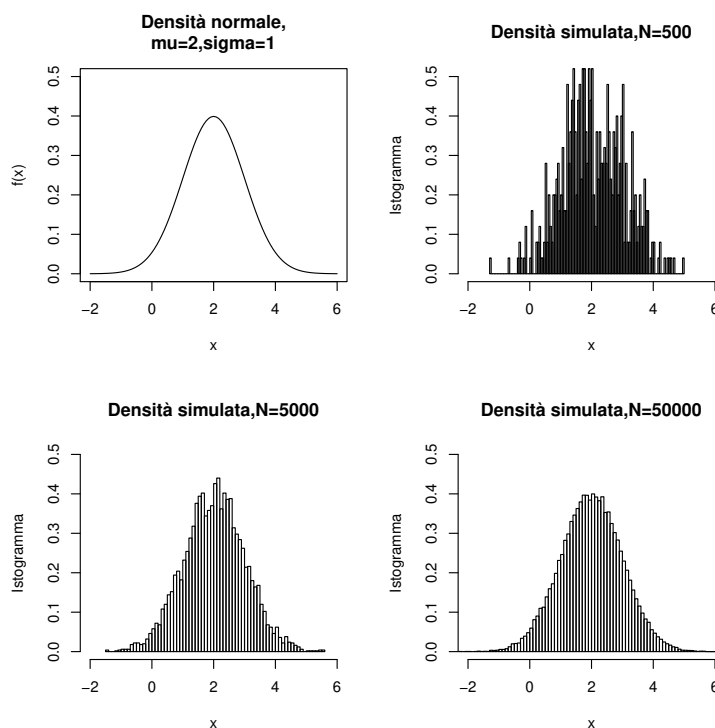 Densità normale,
mu=2,sigma=1
f(x)
0.5
0.4
0.3
0.2
0.1
0.0
−2 0 2 4 6
x
Densità simulata,N=500
Istogramma
0.5
0.4
0.3
0.2
0.1
0.0
−2 0 2 4 6
x
Densità simulata,N=5000
Istogramma
0.5
0.4
0.3
0.2
0.1
0.0
−2 0 2 4 6
x
Densità simulata,N=50000
Istogramma
0.5
0.4
0.3
0.2
0.1
0.0
−2 0 2 4 6
x